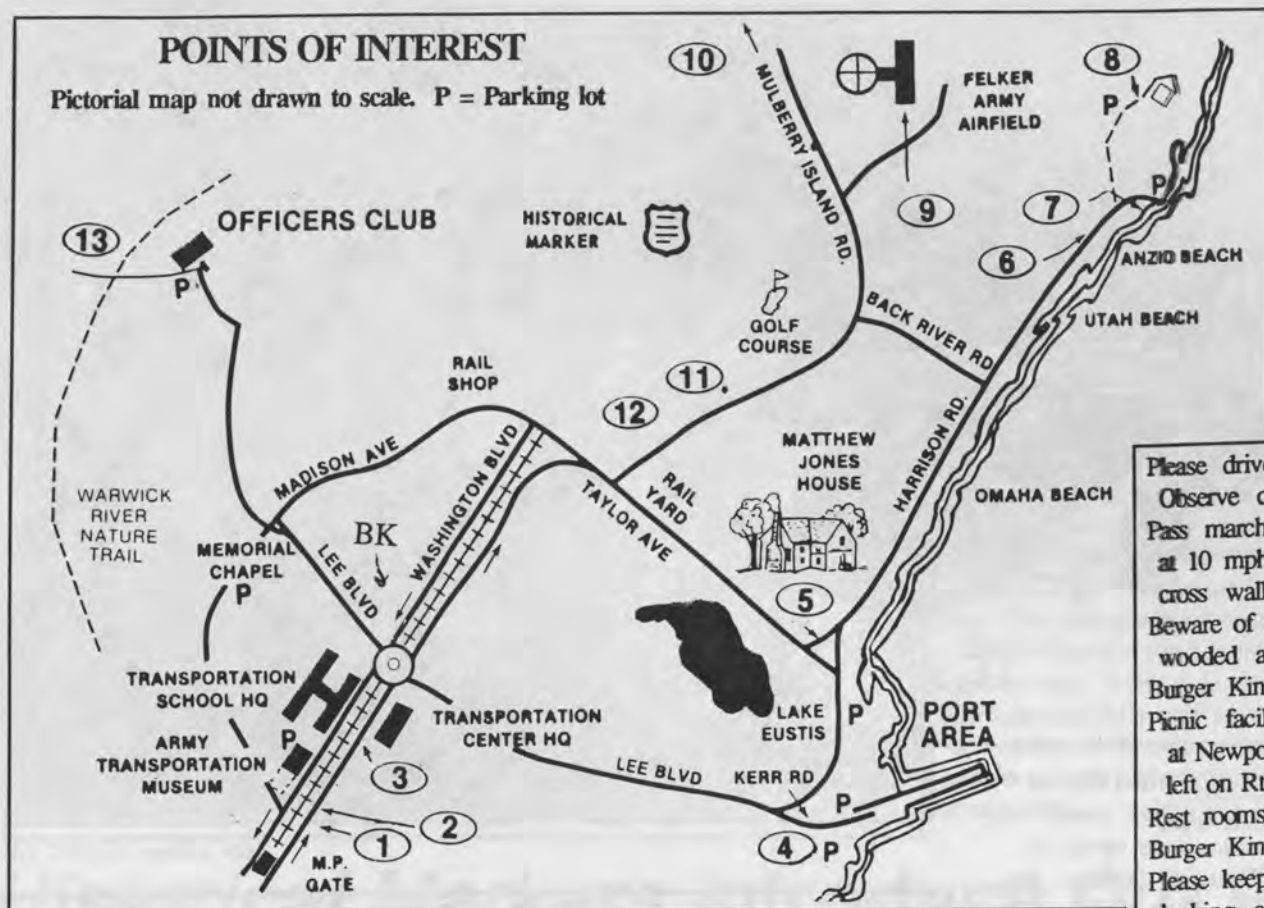 POINTS OF INTEREST
Pictorial map not drawn to scale. P = Parking lot
10
MULBERRY ISLAND RD.
FELKER
ARMY
AIRFIELD
8
P
9
7
P
6
ANZIO BEACH
UTAH BEACH
13
OFFICERS CLUB
P
HISTORICAL
MARKER
GOLF
COURSE
BACK RIVER RD
RAIL
SHOP
11
12
MADISON AVE
WASHINGTON BLVD
RAIL
YARD
TAYLOR AVE
MATTHEW
JONES
HOUSE
HARRISON RD.
OMAHA BEACH
5
WARWICK
RIVER
NATURE
TRAIL
MEMORIAL
CHAPEL
P
LEE BLVD
BK
TRANSPORTATION
SCHOOL HQ
P
ARMY
TRANSPORTATION
MUSEUM
TRANSPORTATION
CENTER HQ
3
2
1
M.P.
GATE
LAKE
EUSTIS
P
PORT
AREA
LEE BLVD
KERR RD
P
4
P
Please drive
Observe
Pass march
at 10 mph
cross wal
Beware of
wooded a
Burger Kin
Picnic facil
at Newpo
left on
Rest rooms
Burger Kin
Please keep